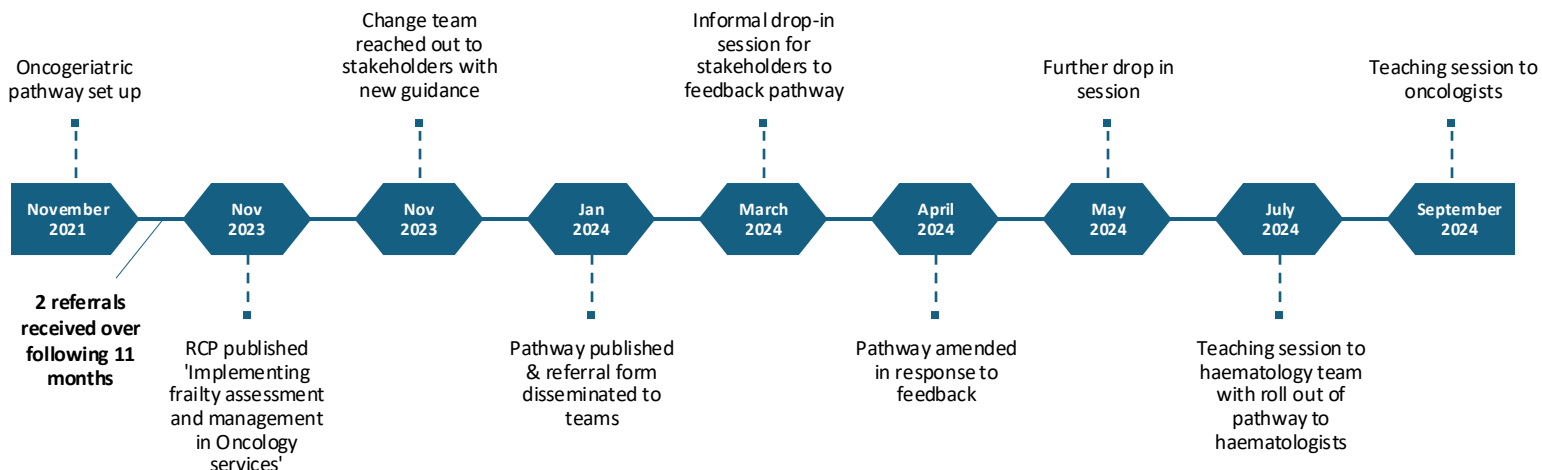 Oncogeriatric
pathway set up
Change team
reached out to
stakeholders with
new guidance
Informal drop-in
session for
stakeholders to
feedback pathway
Further drop in
session
Teaching session to
oncologists
November
2021
Nov
2023
Nov
2023
Jan
2024
March
2024
April
2024
May
2024
July
2024
September
2024
2 referrals
received over
following 11
months
RCP published
'Implementing
frailty assessment
and management
in Oncology
services'
Pathway published
& referral form
disseminated to
teams
Pathway amended
in response to
feedback
Teaching session to
haematology team
with roll out of
pathway to
haematologists